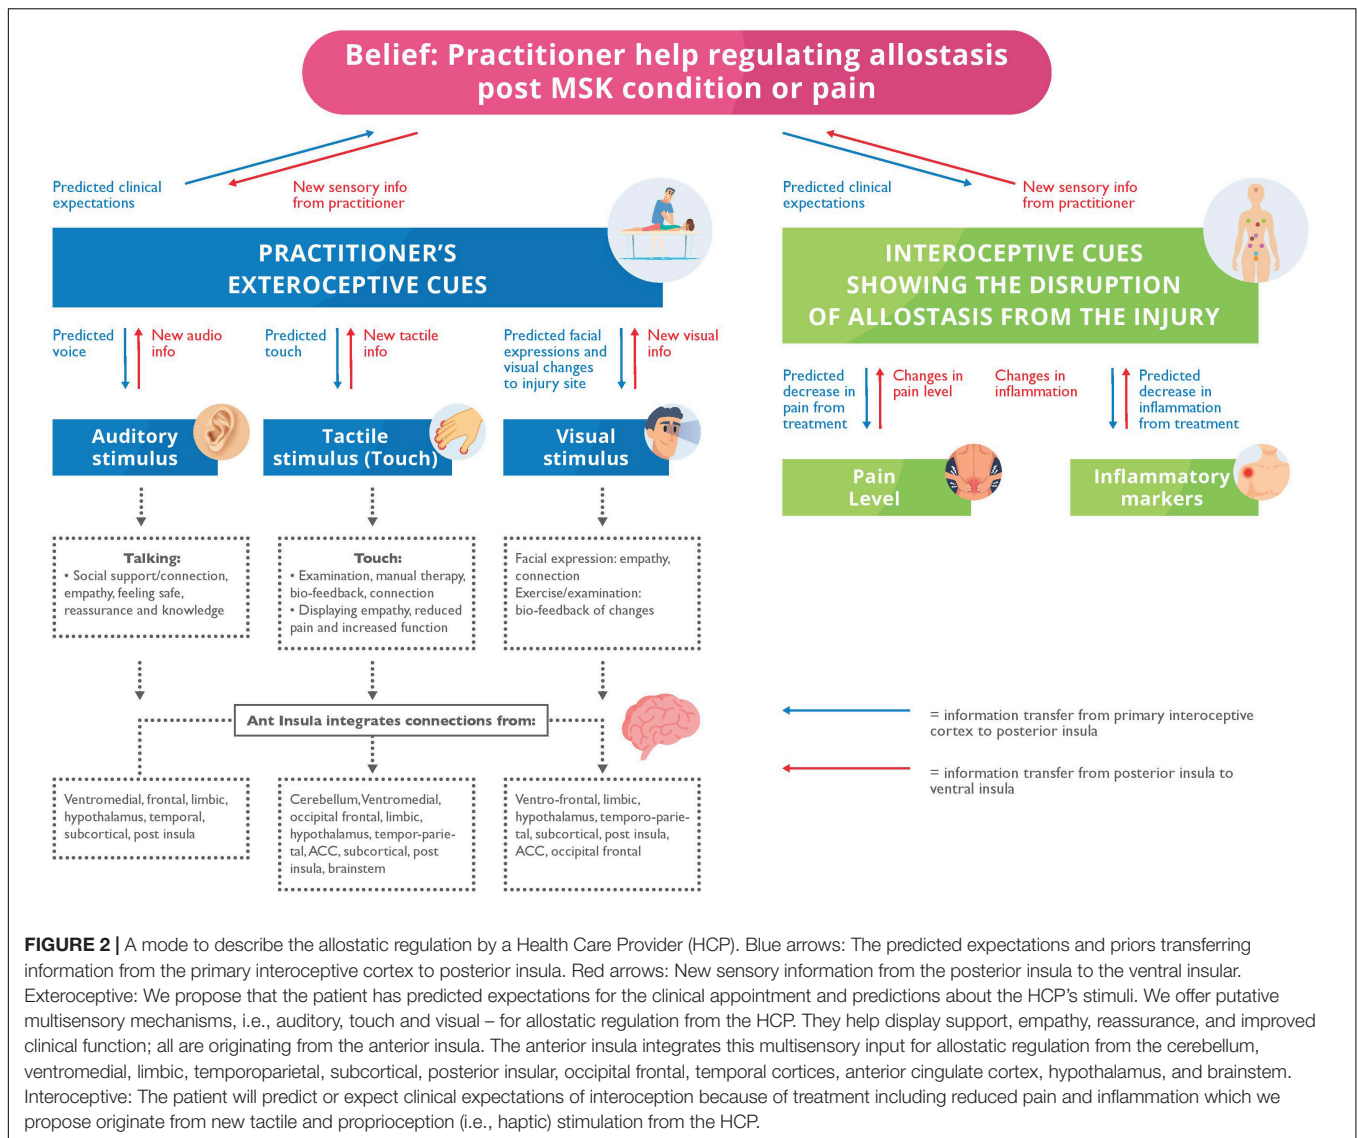 Belief: Practitioner help regulating allostasis
post MSK condition or pain
Predicted clinical
expectations
New sensory info
from practitioner
Predicted clinical
expectations
New sensory info
from practitioner
PRACTITIONER'S
EXTEROCEPTIVE CUES
INTEROCEPTIVE CUES
SHOWING THE DISRUPTION
OF ALLOSTASIS FROM THE INJURY
Predicted
voice
New audio
info
Predicted
touch
New tactile
info
Predicted facial
expressions and
visual changes
to injury site
New visual
info
Predicted
decrease in
pain from
treatment
Changes in
pain level
Changes in
inflammation
Predicted
decrease in
inflammation
from treatment
Auditory
stimulus
Tactile
stimulus (Touch)
Visual
stimulus
Pain
Level
Inflammatory
markers
Talking:
• Social support/connection,
empathy, feeling safe,
reassurance and knowledge
Touch:
• Examination, manual therapy,
bio-feedback, connection
• Displaying empathy, reduced
pain and increased function
Facial expression: empathy,
connection
Exercise/examination:
bio-feedback of changes
Ant Insula integrates connections from:
= information transfer from primary interoceptive
cortex to posterior insula
= information transfer from posterior insula to
ventral insula
Ventromedial, frontal, limbic,
hypothalamus, temporal,
subcortical, post insula
Cerebellum, Ventromedial,
occipital frontal, limbic,
hypothalamus, tempor-parie-
tal, ACC, subcortical, post
insula, brainstem
Ventro-frontal, limbic,
hypothalamus, temporo-parie-
tal, subcortical, post insula,
ACC, occipital frontal
FIGURE 2 | A mode to describe the allostatic regulation by a Health Care Provider (HCP). Blue arrows: The predicted expectations and priors transferring
information from the primary interoceptive cortex to posterior insula. Red arrows: New sensory information from the posterior insula to the ventral insular.
Exteroceptive: We propose that the patient has predicted expectations for the clinical appointment and predictions about the HCP's stimuli. We offer putative
multisensory mechanisms, i.e., auditory, touch and visual – for allostatic regulation from the HCP. They help display support, empathy, reassurance, and improved
clinical function; all are originating from the anterior insula. The anterior insula integrates this multisensory input for allostatic regulation from the cerebellum,
ventromedial, limbic, temporoparietal, subcortical, posterior insular, occipital frontal, temporal cortices, anterior cingulate cortex, hypothalamus, and brainstem.
Interoceptive: The patient will predict or expect clinical expectations of interoception because of treatment including reduced pain and inflammation which we
propose originate from new tactile and proprioception (i.e., haptic) stimulation from the HCP.